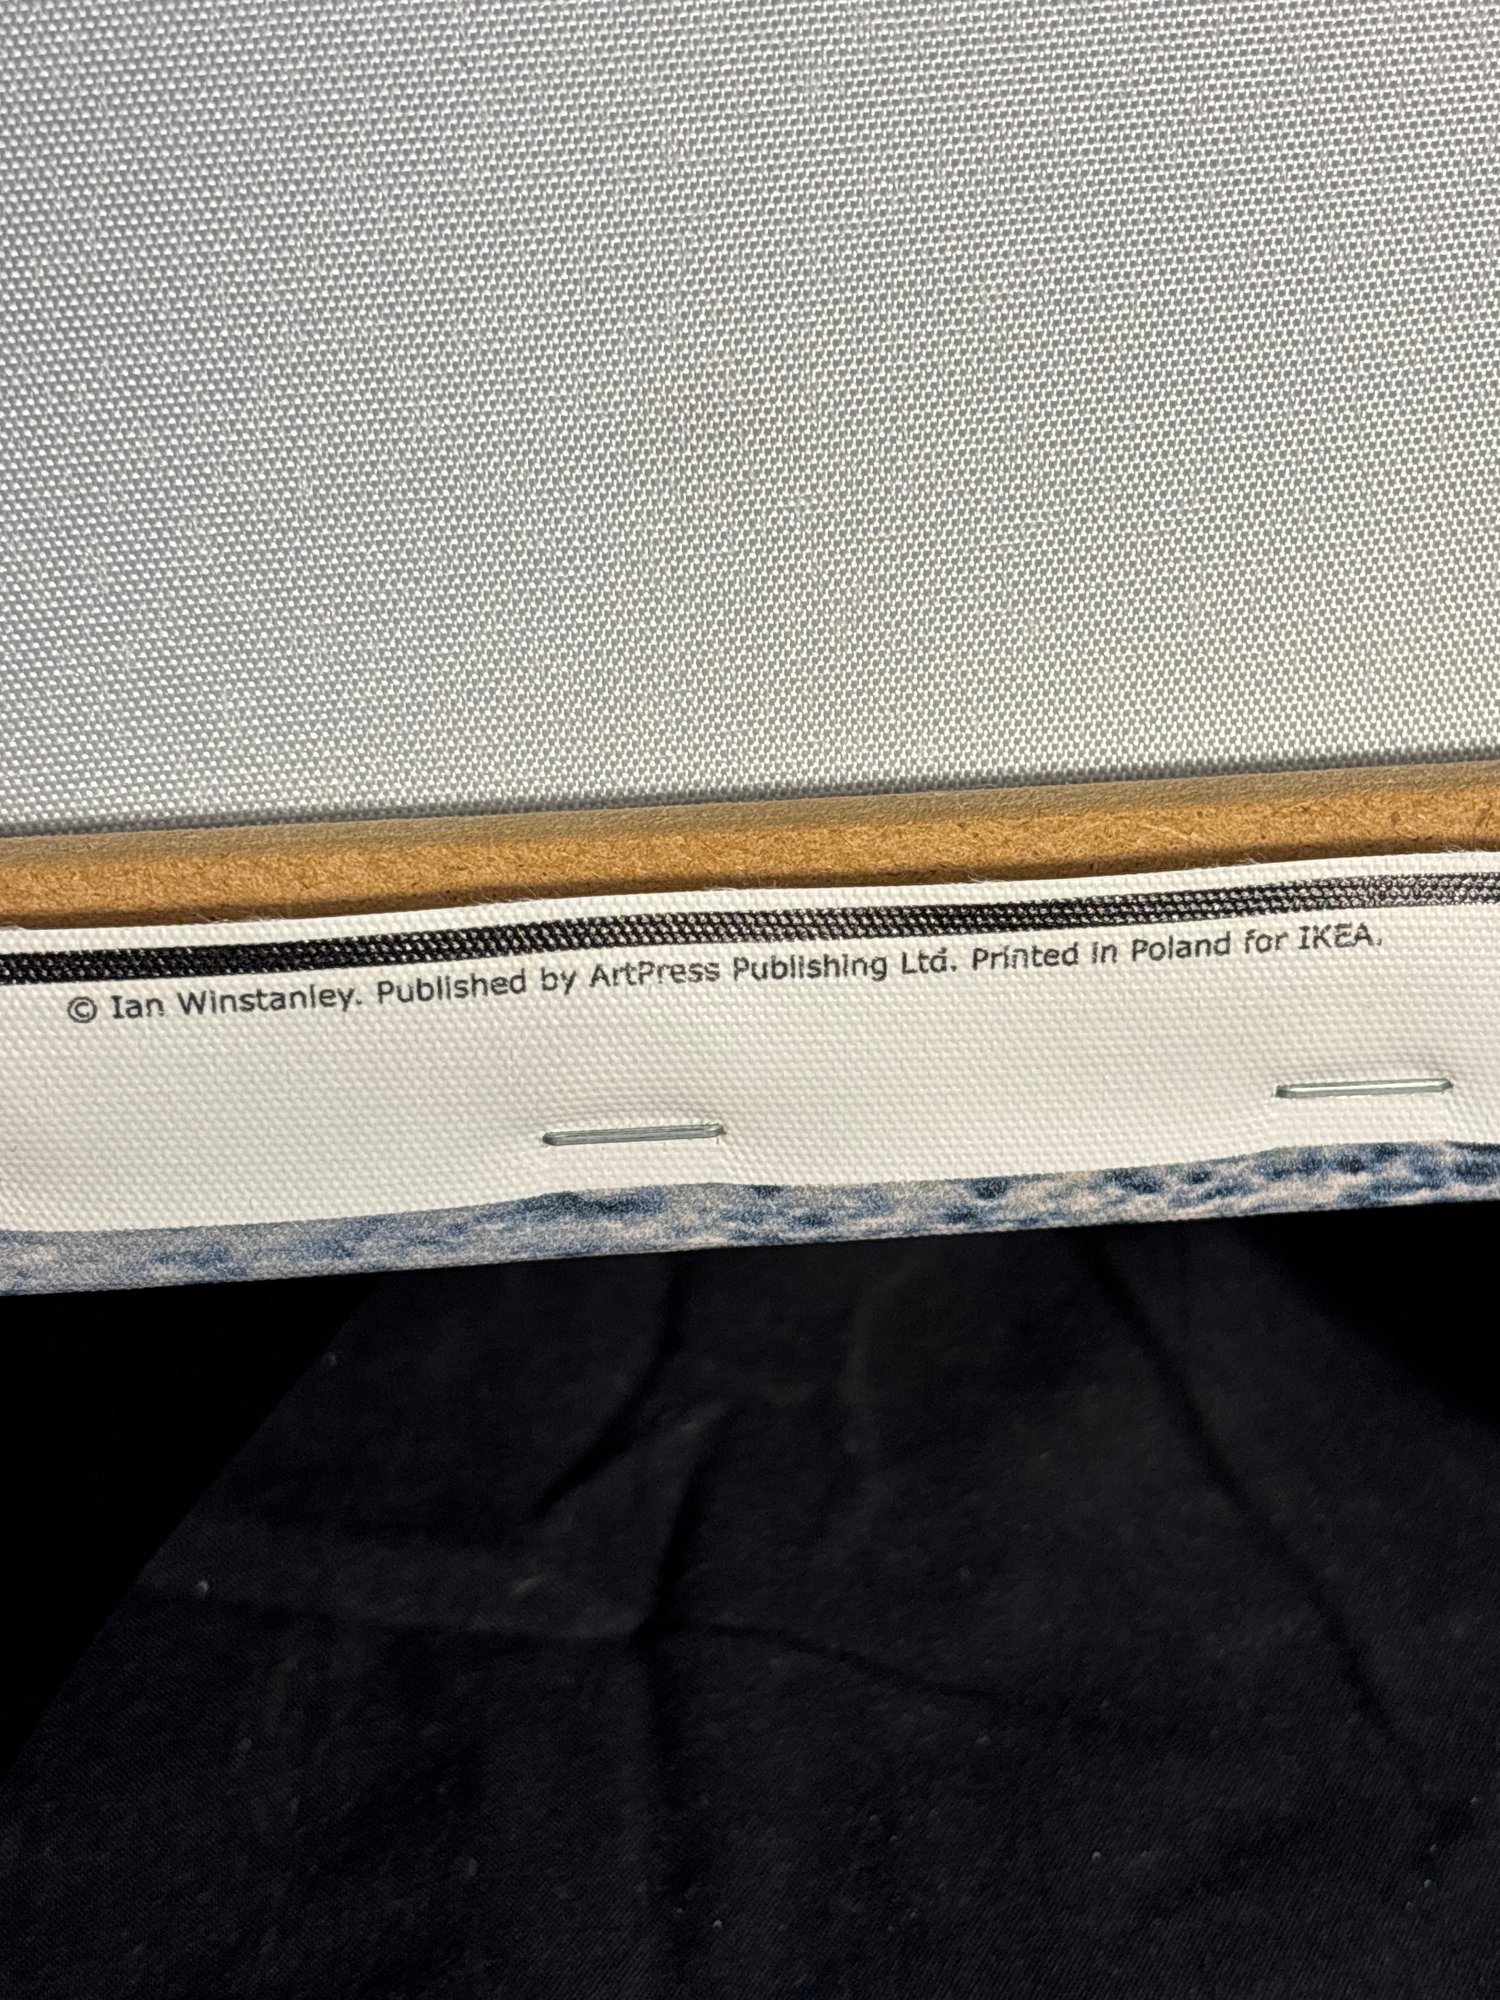 © Ian Winstanley. Published by ArtPress Publishing Ltd. Printed in Poland for IKEA.